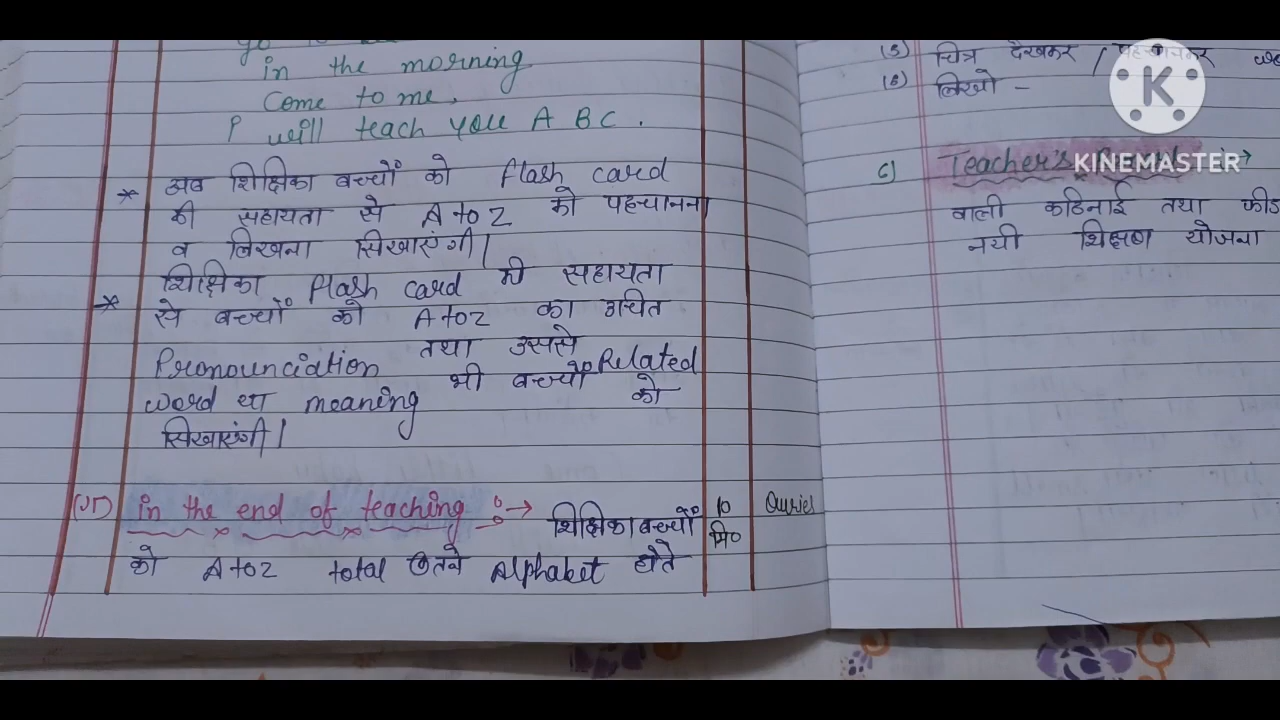 in the morning
come to me.
I will teach you A B C.
* अब शिक्षिका बच्चों को flash card
की सहायता से A to Z को पहचानना
व लिखना सिखाएंगी।
शिक्षिका flash card की सहायता
* से बच्चों को A to Z का उचित
Pronounciation तथा उससे Related
word या meaning भी बच्चों को
सिखाएंगी।
in the end of teaching :→ शिक्षिका बच्चों
को A to Z total कितने Alphabet होते
10
मि०
(5) चित्र देखकर /
(6) लिखो -
C) Teacher's
वाली कठिनाई तथा
नयी शिक्षण योजना
KINEMASTER